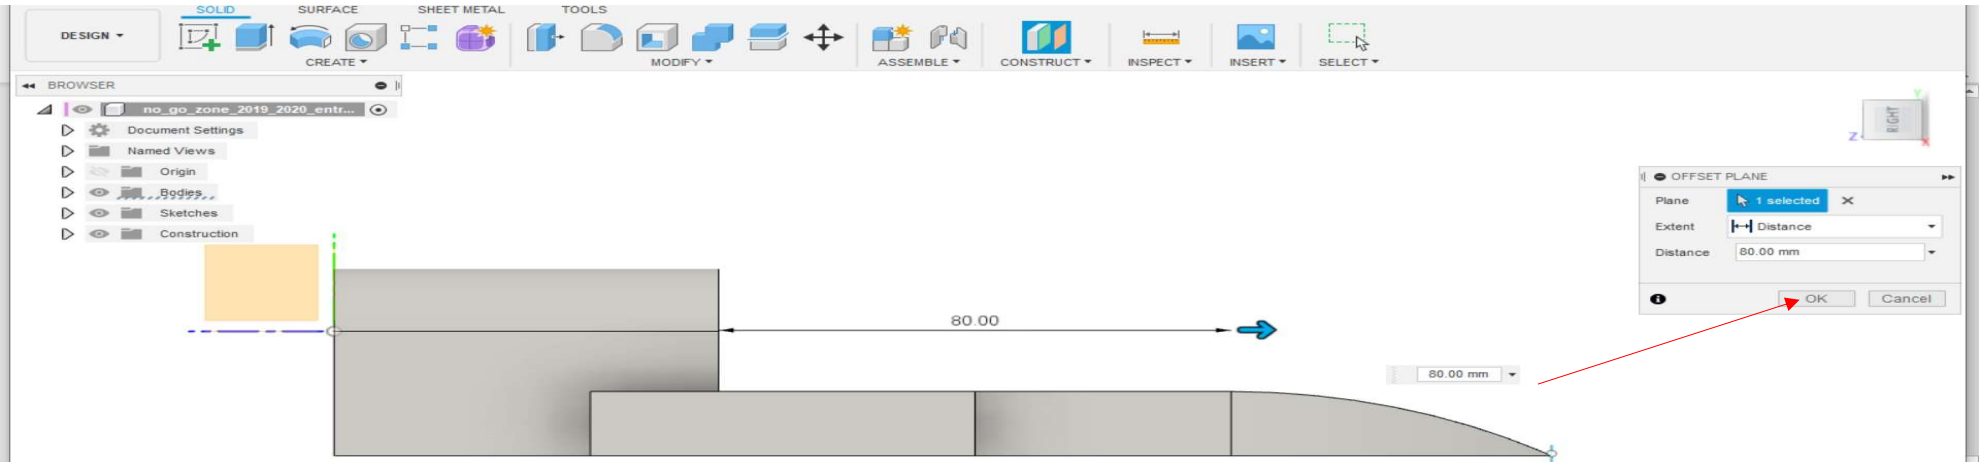 SOLID SURFACE SHEET METAL TOOLS
DESIGN
CREATE MODIFY ASSEMBLE CONSTRUCT INSPECT INSERT SELECT
BROWSER
no_go_zone_2019_2020_entr...
Document Settings
Named Views
Origin
Bodies
Sketches
Construction
Y
RIGHT
Z
X
OFFSET PLANE
Plane 1 selected
Extent Distance
Distance 80.00 mm
OK Cancel
80.00
80.00 mm